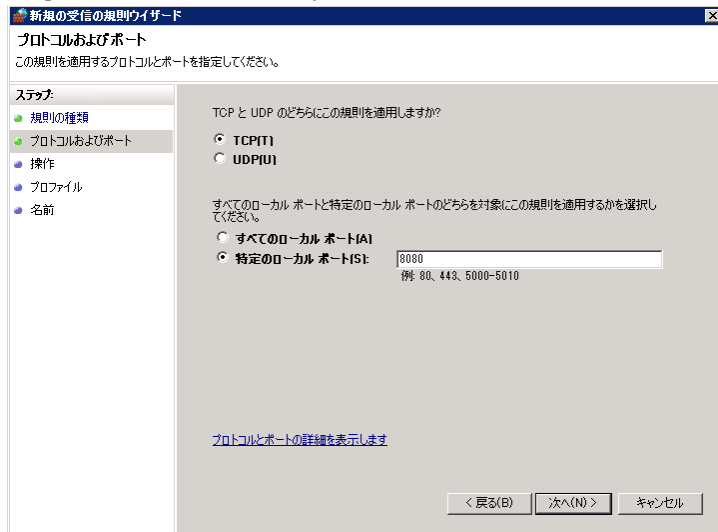 新規の受信の規則ウィザード
プロトコルおよびポート
この規則を適用するプロトコルとポートを指定してください。
ステップ:
規則の種類
プロトコルおよびポート
操作
プロファイル
名前
TCP と UDP のどちらにこの規則を適用しますか?
TCP(T)
UDP(U)
すべてのローカル ポートと特定のローカル ポートのどちらを対象にこの規則を適用するかを選択し
てください。
すべてのローカル ポート(A)
特定のローカル ポート(S): 8080
例: 80、443、5000-5010
プロトコルとポートの詳細を表示します
< 戻る(B) 次へ(N) > キャンセル